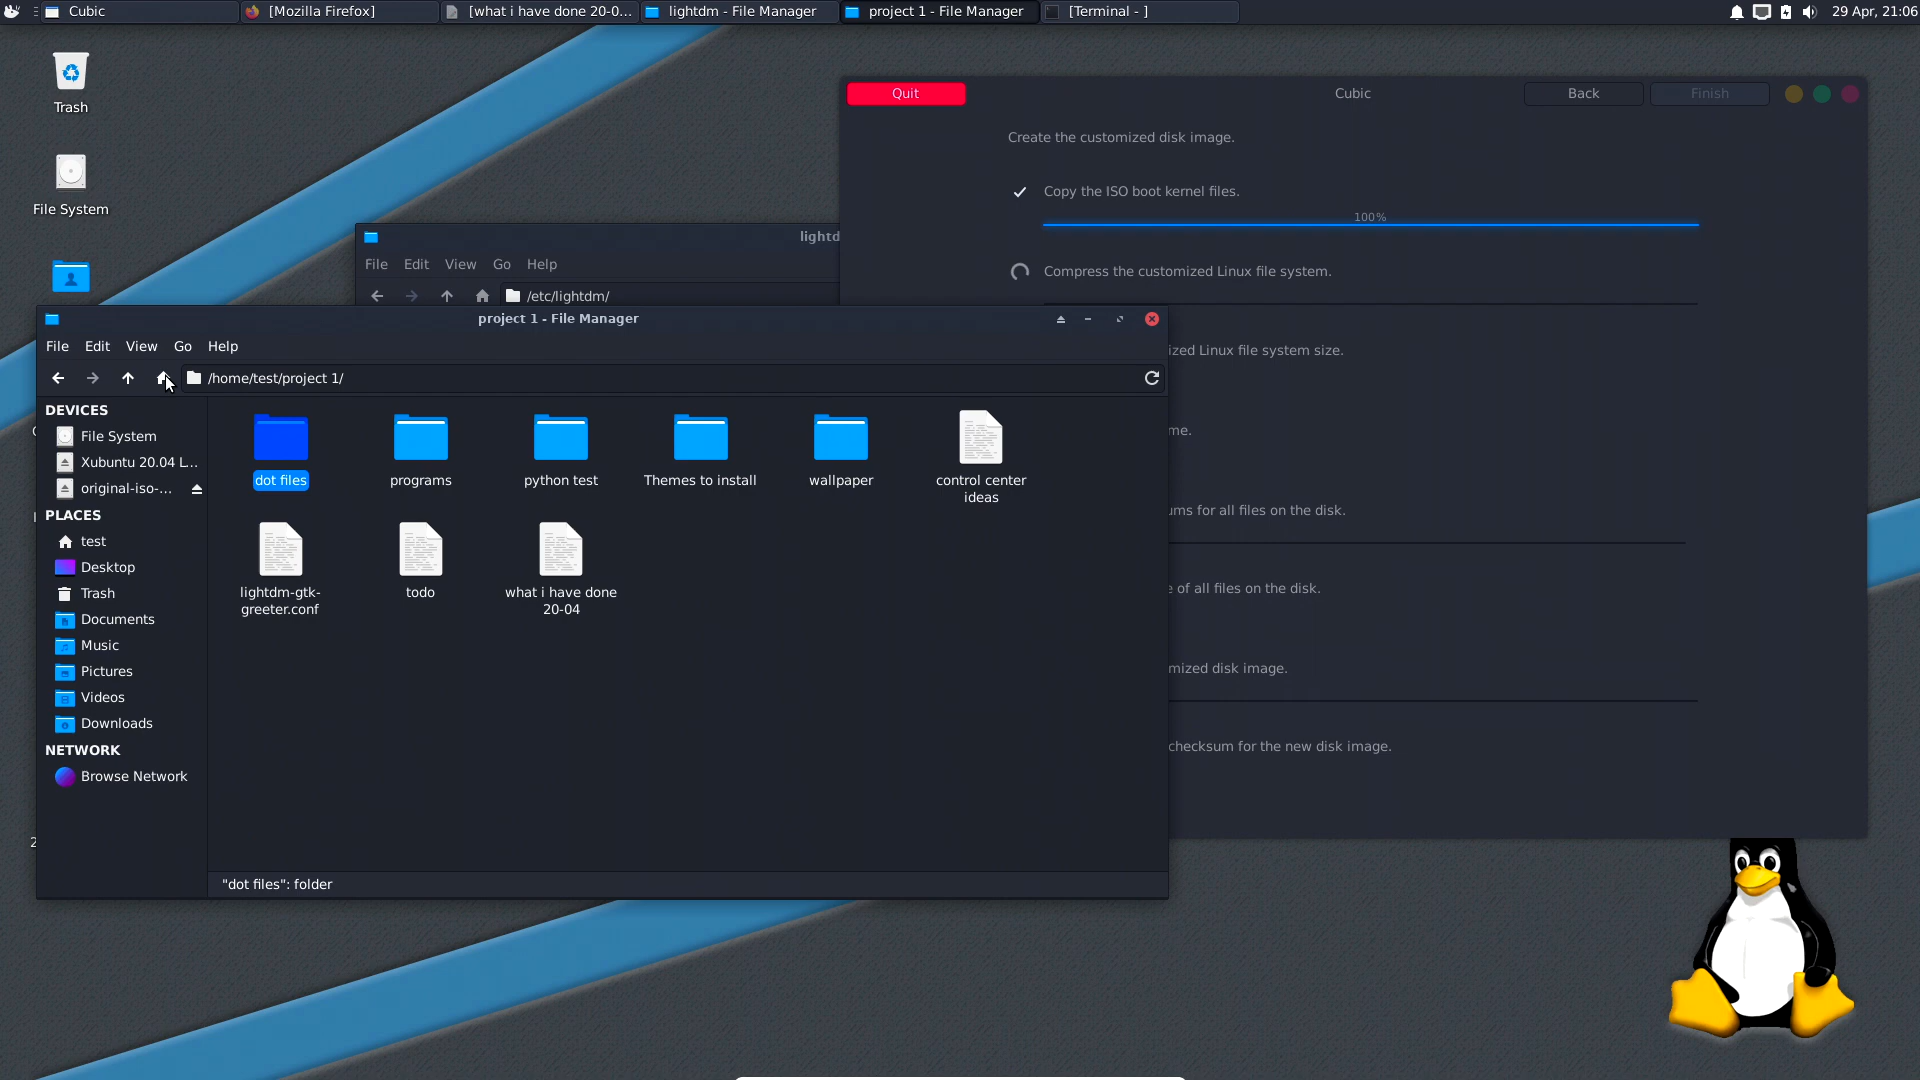 Cubic
[Mozilla Firefox]
[what i have done 20-0...
lightdm - File Manager
project 1 - File Manager
[Terminal - ]
29 Apr, 21:06
Trash
File System
Quit
Cubic
Back
Finish
Create the customized disk image.
Copy the ISO boot kernel files.
100%
Compress the customized Linux file system.
ized Linux file system size.
me.
ums for all files on the disk.
e of all files on the disk.
mized disk image.
checksum for the new disk image.
lightd
File Edit View Go Help
/etc/lightdm/
project 1 - File Manager
File Edit View Go Help
/home/test/project 1/
DEVICES
File System
Xubuntu 20.04 L...
original-iso-...
PLACES
test
Desktop
Trash
Documents
Music
Pictures
Videos
Downloads
NETWORK
Browse Network
dot files
programs
python test
Themes to install
wallpaper
control center
ideas
lightdm-gtk-
greeter.conf
todo
what i have done
20-04
"dot files": folder
2